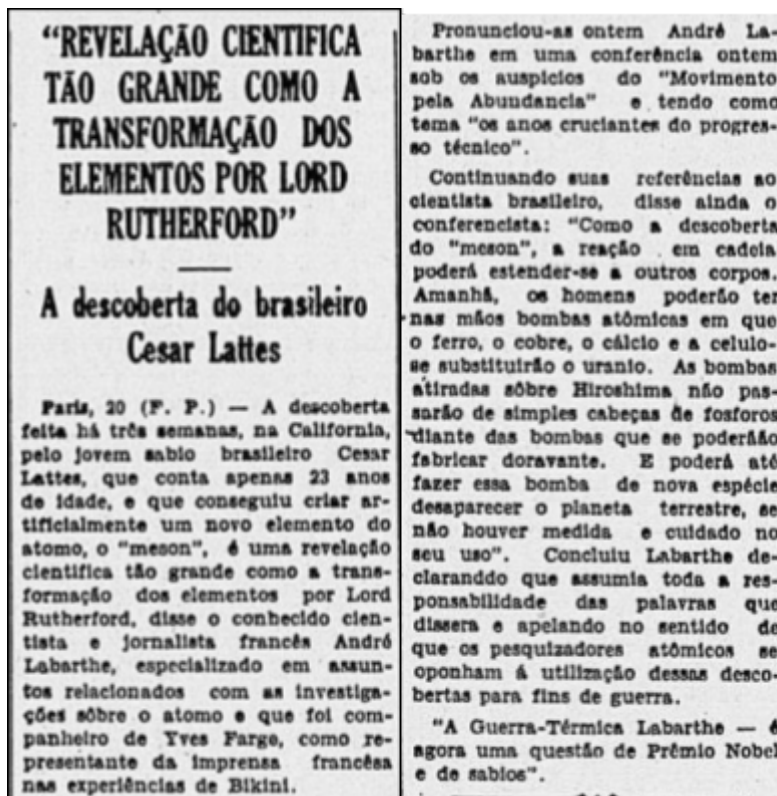 "REVELAÇÃO CIENTIFICA
TÃO GRANDE COMO A
TRANSFORMAÇÃO DOS
ELEMENTOS POR LORD
RUTHERFORD"
A descoberta do brasileiro
Cesar Lattes
Paris, 20 (F. P.) — A descoberta
feita há três semanas, na California,
pelo jovem sabio brasileiro Cesar
Lattes, que conta apenas 23 anos
de idade, e que conseguiu criar ar-
tificialmente um novo elemento do
atomo, o "meson", é uma revelação
cientifica tão grande como a trans-
formação dos elementos por Lord
Rutherford, disse o conhecido cien-
tista e jornalista francês André
Labarthe, especializado em assun-
tos relacionados com as investiga-
ções sôbre o atomo e que foi com-
panheiro de Yves Farge, como re-
presentante da imprensa francêsa
nas experiências de Bikini.
Pronunciou-as ontem André La-
barthe em uma conferência ontem
sob os auspicios do "Movimento
pela Abundancia" e tendo como
tema "os anos cruciantes do progres-
so técnico".
Continuando suas referências ao
cientista brasileiro, disse ainda o
conferencista: "Como a descoberta
do "meson", a reação em cadeia
poderá estender-se a outros corpos.
Amanhã, os homens poderão ter
nas mãos bombas atômicas em que
o ferro, o cobre, o cálcio e a celulo-
se substituirão o uranio. As bombas
atiradas sôbre Hiroshima não pas-
sarão de simples cabeças de fosforos
diante das bombas que se poderãão
fabricar doravante. E poderá até
fazer essa bomba de nova espécie
desaparecer o planeta terrestre, se
não houver medida e cuidado no
seu uso". Concluiu Labarthe de-
claranddo que assumia toda a res-
ponsabilidade das palavras que
dissera e apelando no sentido de
que os pesquizadores atômicos se
oponham á utilização dessas desco-
bertas para fins de guerra.
"A Guerra-Térmica Labarthe — é
agora uma questão de Prêmio Nobel
e de sabios".